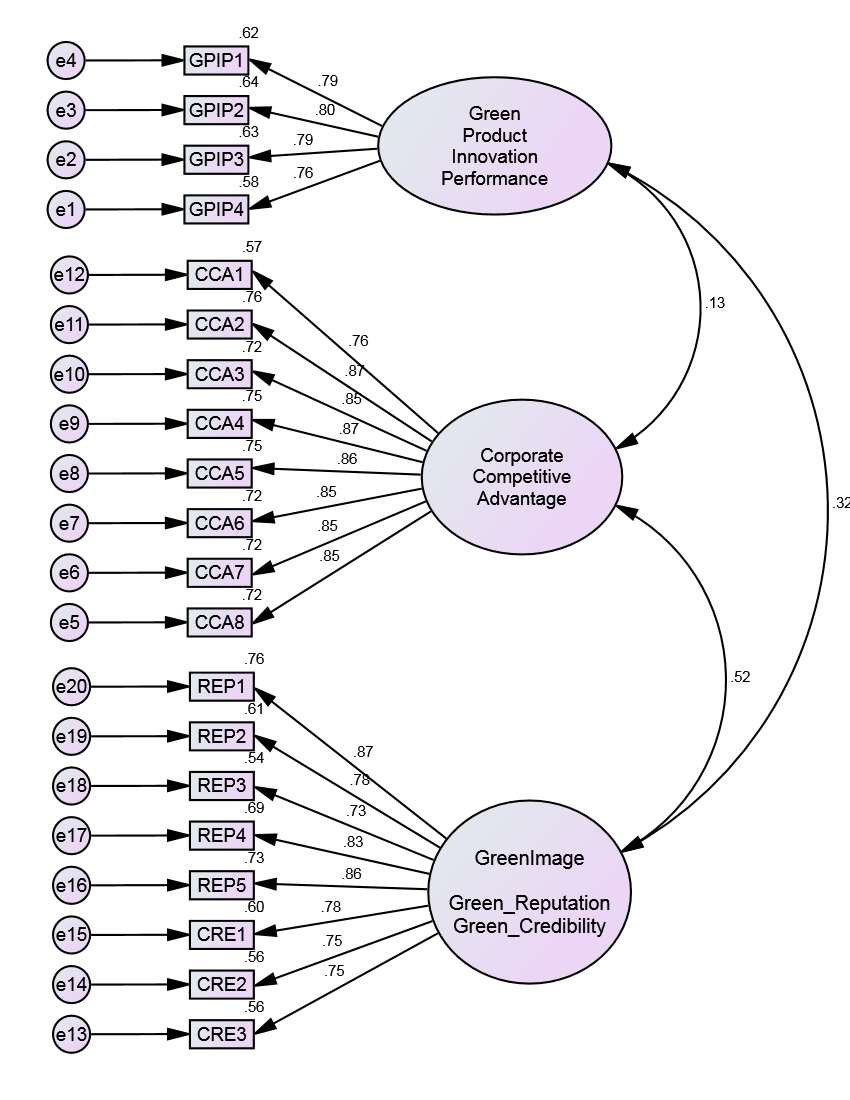 .62
e4 GPIP1
.79
.64
e3 GPIP2
.80
.63
e2 GPIP3
.79
.58
e1 GPIP4
.76
Green
Product
Innovation
Performance
.57
e12 CCA1
.76
.76
e11 CCA2
.87
.72
e10 CCA3
.85
.75
e9 CCA4
.87
.75
e8 CCA5
.86
.72
e7 CCA6
.85
.72
e6 CCA7
.85
.72
e5 CCA8
.85
Corporate
Competitive
Advantage
.13
.32
.52
.76
e20 REP1
.87
.61
e19 REP2
.78
.54
e18 REP3
.73
.69
e17 REP4
.83
.73
e16 REP5
.86
.60
e15 CRE1
.78
.56
e14 CRE2
.75
.56
e13 CRE3
.75
GreenImage
Green_Reputation
Green_Credibility